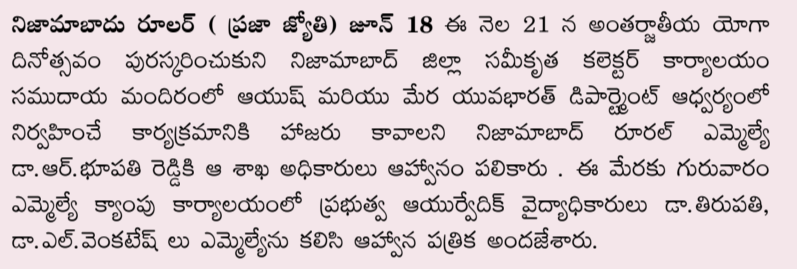 నిజామాబాదు రూలర్ ( ప్రజా జ్యోతి) జూన్ 18 ఈ నెల 21 న అంతర్జాతీయ యోగా
దినోత్సవం పురస్కరించుకుని నిజామాబాద్ జిల్లా సమీకృత కలెక్టర్ కార్యాలయం
సముదాయ మందిరంలో ఆయుష్ మరియు మేర యువభారత్ డిపార్ట్మెంట్ ఆధ్వర్యంలో
నిర్వహించే కార్యక్రమానికి హాజరు కావాలని నిజామాబాద్ రూరల్ ఎమ్మెల్యే
డా.ఆర్.భూపతి రెడ్డికి ఆ శాఖ అధికారులు ఆహ్వానం పలికారు . ఈ మేరకు గురువారం
ఎమ్మెల్యే క్యాంపు కార్యాలయంలో ప్రభుత్వ ఆయుర్వేదిక్ వైద్యాధికారులు డా.తిరుపతి,
డా.ఎల్.వెంకటేష్ లు ఎమ్మెల్యేను కలిసి ఆహ్వాన పత్రిక అందజేశారు.